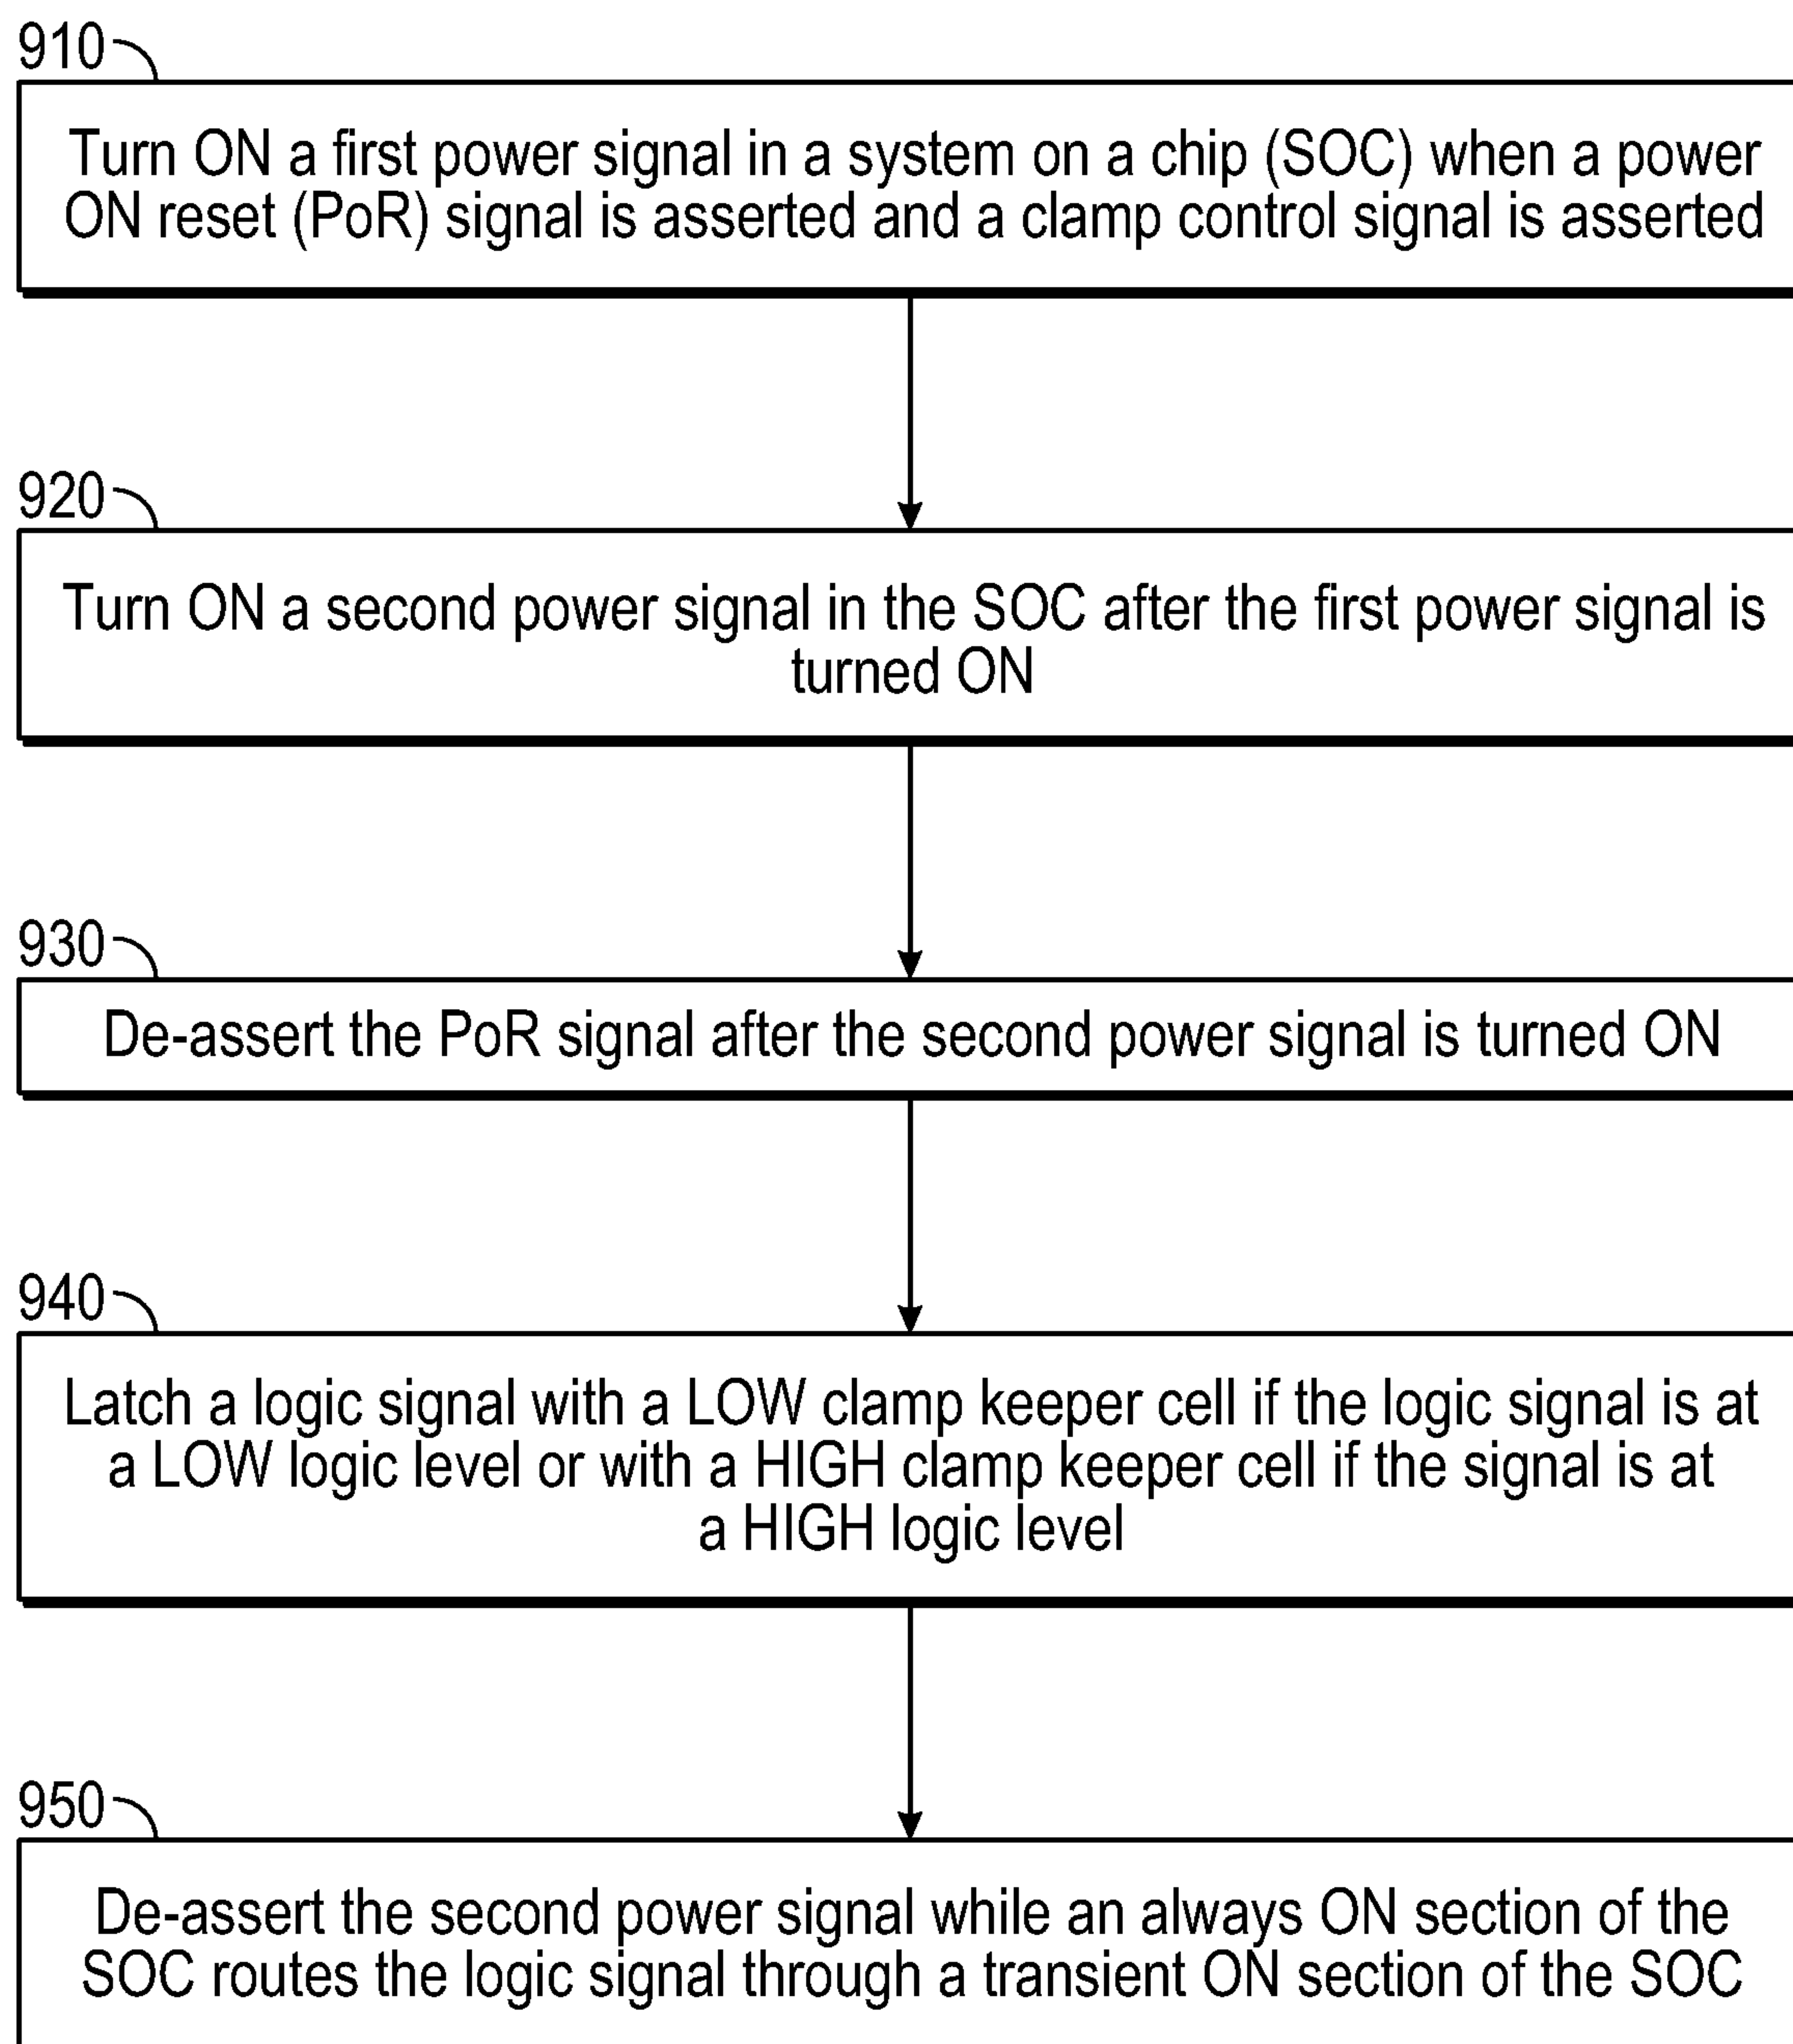 910
Turn ON a first power signal in a system on a chip (SOC) when a power
ON reset (PoR) signal is asserted and a clamp control signal is asserted
920
Turn ON a second power signal in the SOC after the first power signal is
turned ON
930
De-assert the PoR signal after the second power signal is turned ON
940
Latch a logic signal with a LOW clamp keeper cell if the logic signal is at
a LOW logic level or with a HIGH clamp keeper cell if the signal is at
a HIGH logic level
950
De-assert the second power signal while an always ON section of the
SOC routes the logic signal through a transient ON section of the SOC